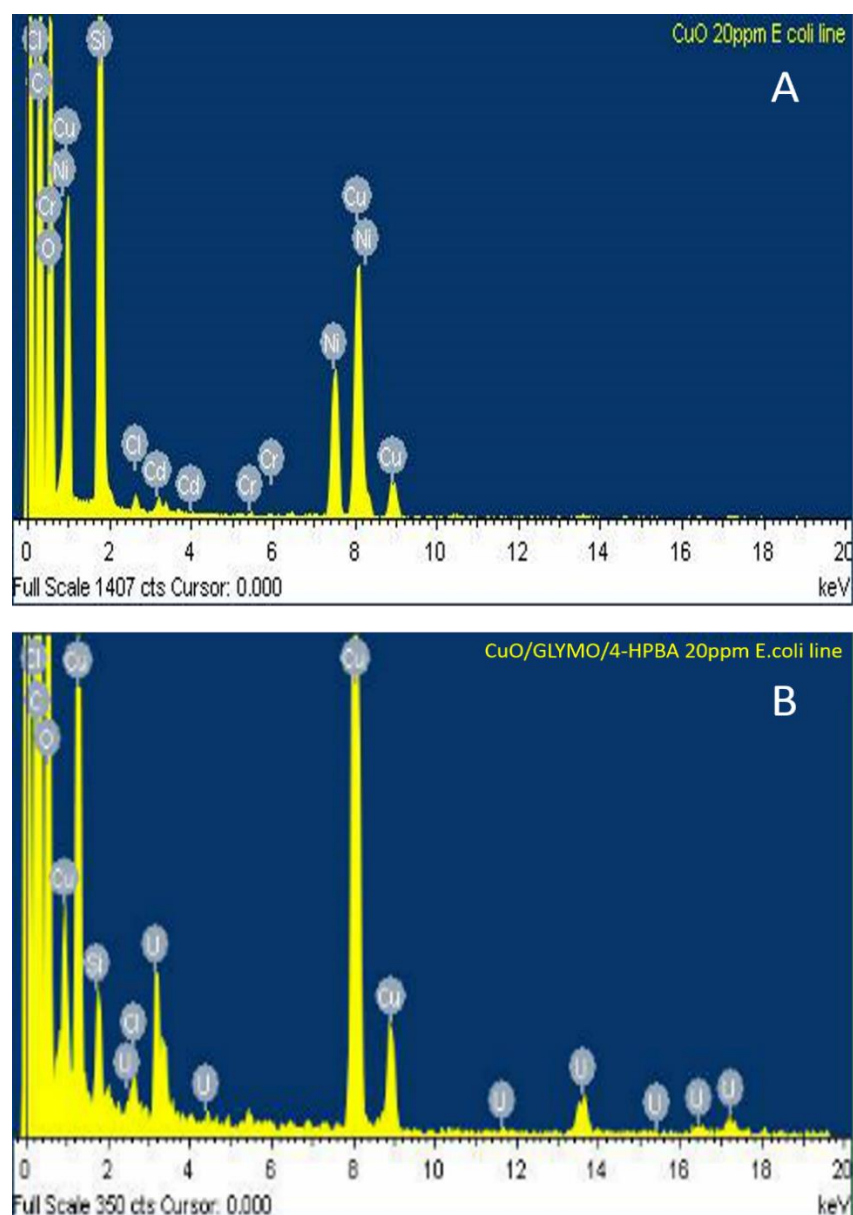 CuO 20ppm E coli line
A
Cl
Si
C
Cu
Ni
Cr
O
Cu
Ni
Ni
Cl
Cd
Cd
Cr
Cr
Cu
0 2 4 6 8 10 12 14 16 18 20
Full Scale 1407 cts Cursor: 0.000 keV
CuO/GLYMO/4-HPBA 20ppm E.coli line
B
Cl
Cu
Cu
C
O
Cu
Si
U
Cl
U
U
Cu
U
U
U
U
U
0 2 4 6 8 10 12 14 16 18 20
Full Scale 350 cts Cursor: 0.000 keV